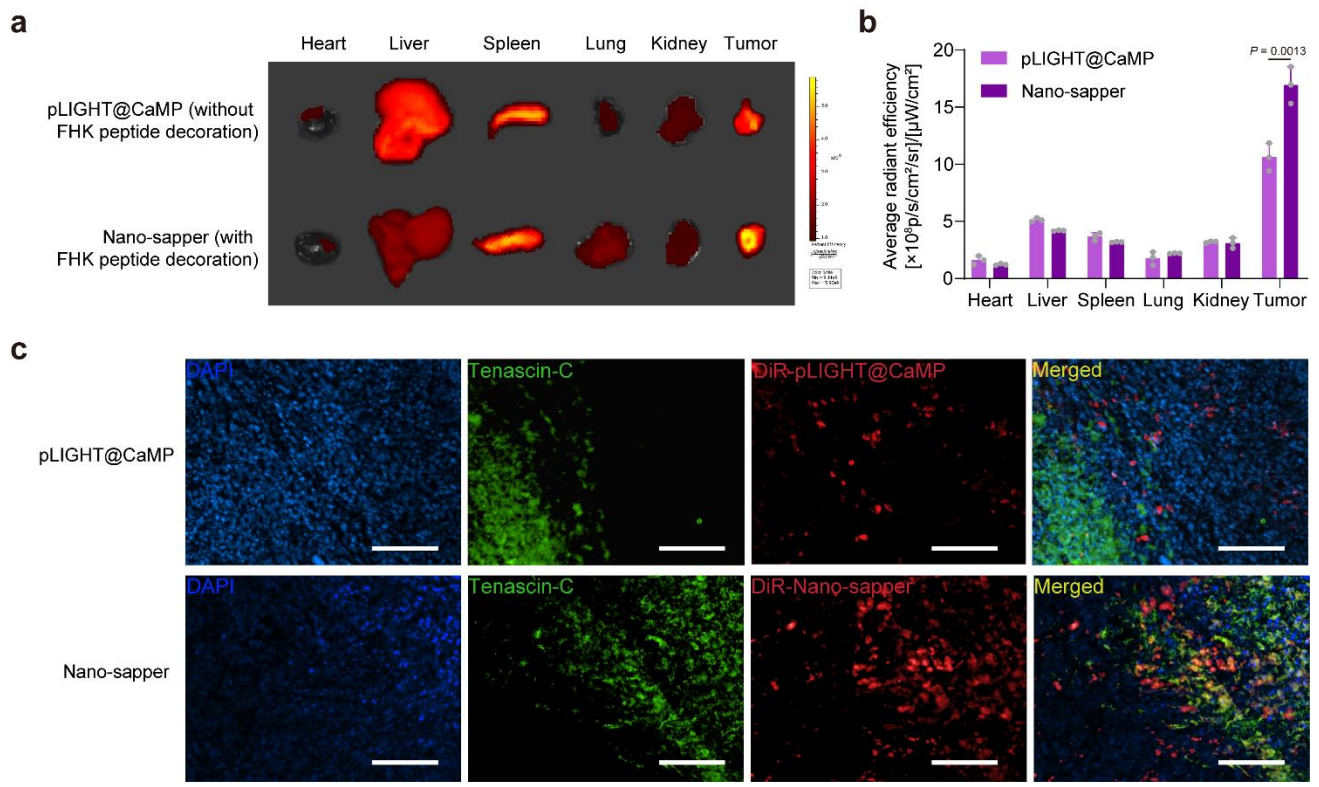 a
Heart Liver Spleen Lung Kidney Tumor
pLIGHT@CaMP (without
FHK peptide decoration)
Nano-sapper (with
FHK peptide decoration)
b
Average radiant efficiency
[×10⁸p/s/cm²/sr]/[μW/cm²]
20
15
10
5
0
pLIGHT@CaMP
Nano-sapper
P = 0.0013
Heart Liver Spleen Lung Kidney Tumor
c
pLIGHT@CaMP
DAPI
Tenascin-C
DiR-pLIGHT@CaMP
Merged
Nano-sapper
DAPI
Tenascin-C
DiR-Nano-sapper
Merged